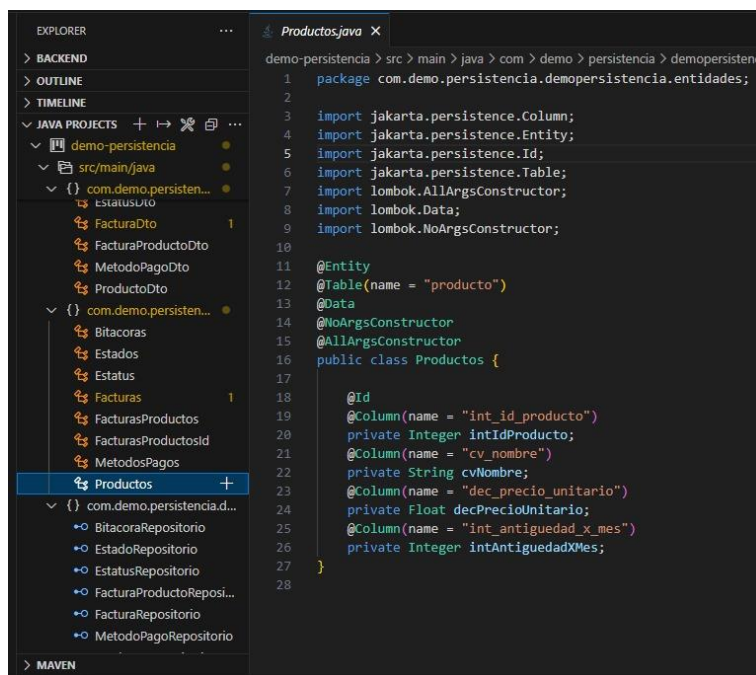 EXPLORER ...
BACKEND
OUTLINE
TIMELINE
JAVA PROJECTS ...
demo-persistencia
src/main/java
{} com.demo.persisten...
EstatusDto
FacturaDto 1
FacturaProductoDto
MetodoPagoDto
ProductoDto
{} com.demo.persisten...
Bitacoras
Estados
Estatus
Facturas 1
FacturasProductos
FacturasProductosId
MetodosPagos
Productos
{} com.demo.persistencia.d...
BitacoraRepositorio
EstadoRepositorio
EstatusRepositorio
FacturaProductoReposi...
FacturaRepositorio
MetodoPagoRepositorio
MAVEN
Productos.java
demo-persistencia > src > main > java > com > demo > persistencia > demopersisten
1 package com.demo.persistencia.demopersistencia.entidades;
2
3 import jakarta.persistence.Column;
4 import jakarta.persistence.Entity;
5 import jakarta.persistence.Id;
6 import jakarta.persistence.Table;
7 import lombok.AllArgsConstructor;
8 import lombok.Data;
9 import lombok.NoArgsConstructor;
10
11 @Entity
12 @Table(name = "producto")
13 @Data
14 @NoArgsConstructor
15 @AllArgsConstructor
16 public class Productos {
17
18 @Id
19 @Column(name = "int_id_producto")
20 private Integer intIdProducto;
21 @Column(name = "cv_nombre")
22 private String cvNombre;
23 @Column(name = "dec_precio_unitario")
24 private Float decPrecioUnitario;
25 @Column(name = "int_antiguedad_x_mes")
26 private Integer intAntiguedadXMes;
27 }
28